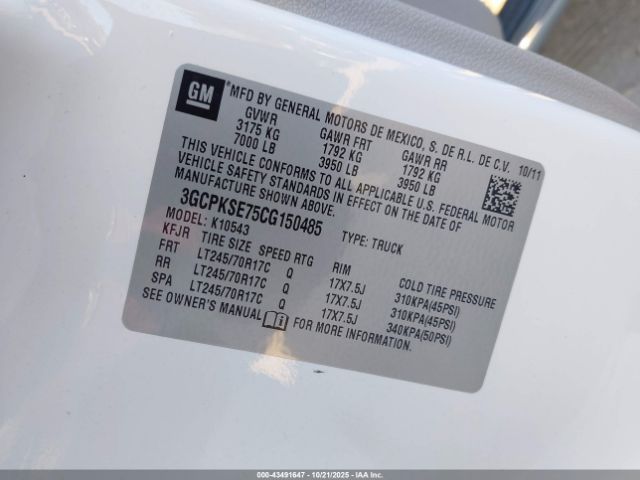 GM
®MFD BY GENERAL MOTORS DE MEXICO, S. DE R.L. DE C.V. 10/11
GVWR GAWR FRT GAWR RR
3175 KG 1792 KG 1792 KG
7000 LB 3950 LB 3950 LB
THIS VEHICLE CONFORMS TO ALL APPLICABLE U.S. FEDERAL MOTOR
VEHICLE SAFETY STANDARDS IN EFFECT ON THE DATE OF
MANUFACTURE SHOWN ABOVE.
3GCPKSE75CG150485 TYPE: TRUCK
MODEL: K10543
KFJR TIRE SIZE SPEED RTG RIM COLD TIRE PRESSURE
FRT LT245/70R17C Q 17X7.5J 310KPA(45PSI)
RR LT245/70R17C Q 17X7.5J 310KPA(45PSI)
SPA LT245/70R17C Q 17X7.5J 340KPA(50PSI)
SEE OWNER'S MANUAL FOR MORE INFORMATION.
000-43491647 - 10/21/2025 - IAAI.COM